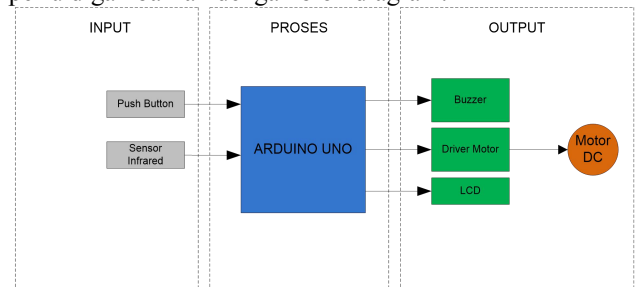 INPUT
PROSES
OUTPUT
Push Button
Sensor
Infrared
ARDUINO UNO
Buzzer
Driver Motor
LCD
Motor
DC